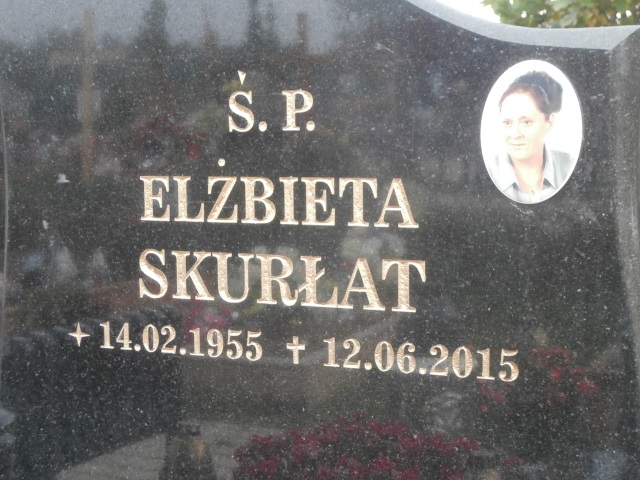 Ś. P.
ELŻBIETA
SKURŁAT
14.02.1955 ✝ 12.06.2015